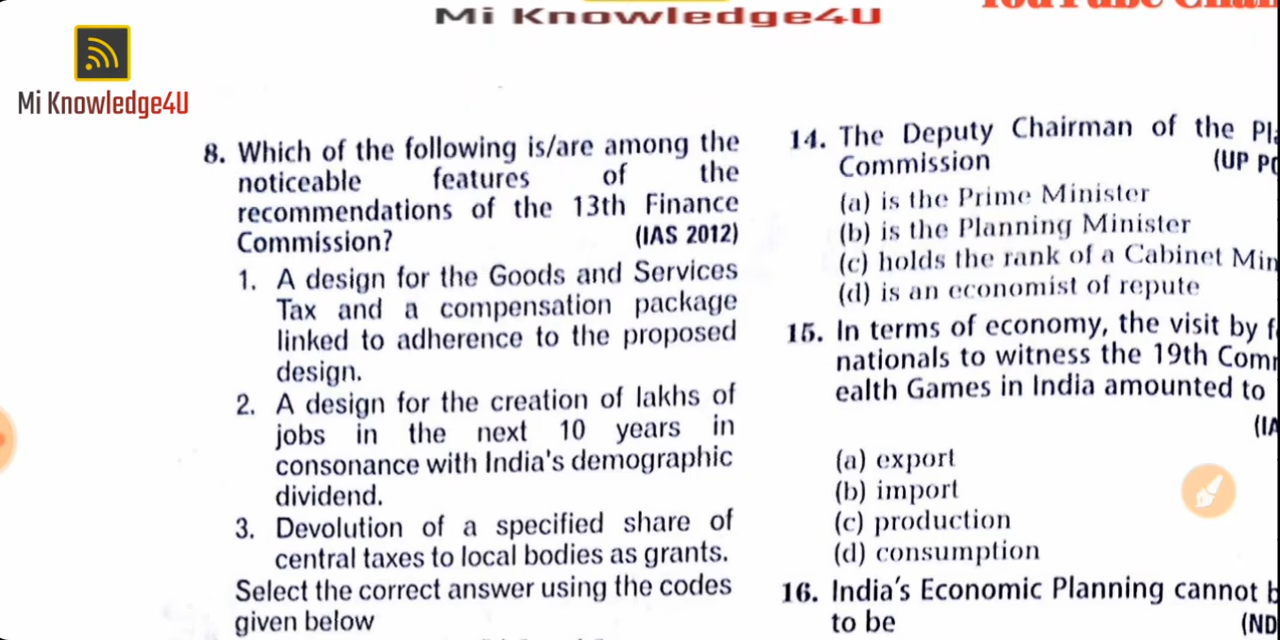 Mi Knowledge4U
Mi Knowledge4U
8. Which of the following is/are among the
noticeable features of the
recommendations of the 13th Finance
Commission? (IAS 2012)
1. A design for the Goods and Services
Tax and a compensation package
linked to adherence to the proposed
design.
2. A design for the creation of lakhs of
jobs in the next 10 years in
consonance with India's demographic
dividend.
3. Devolution of a specified share of
central taxes to local bodies as grants.
Select the correct answer using the codes
given below
14. The Deputy Chairman of the
Commission (UP
(a) is the Prime Minister
(b) is the Planning Minister
(c) holds the rank of a Cabinet
(d) is an economist of repute
15. In terms of economy, the visit by
nationals to witness the 19th
ealth Games in India amounted to
(a) export
(b) import
(c) production
(d) consumption
16. India's Economic Planning cannot
to be